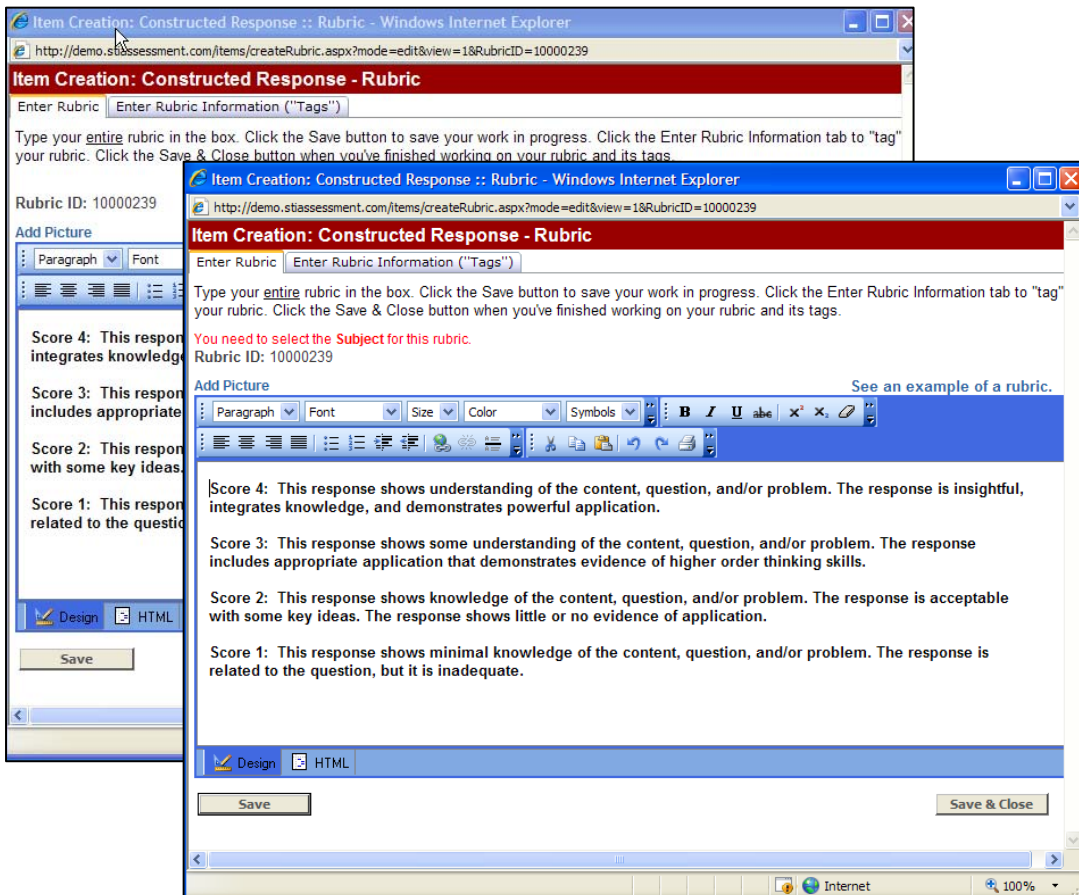 Item Creation: Constructed Response :: Rubric - Windows Internet Explorer
http://demo.stiassessment.com/items/createRubric.aspx?mode=edit&view=1&RubricID=10000239
Item Creation: Constructed Response - Rubric
Enter Rubric Enter Rubric Information ("Tags")
Type your entire rubric in the box. Click the Save button to save your work in progress. Click the Enter Rubric Information tab to "tag"
your rubric. Click the Save & Close button when you've finished working on your rubric and its tags.
Rubric ID: 10000239
Add Picture
Paragraph Font
Score 4: This respon
integrates knowledge
Score 3: This respon
includes appropriate
Score 2: This respon
with some key ideas.
Score 1: This respon
related to the questio
Design HTML
Save
Item Creation: Constructed Response :: Rubric - Windows Internet Explorer
http://demo.stiassessment.com/items/createRubric.aspx?mode=edit&view=1&RubricID=10000239
Item Creation: Constructed Response - Rubric
Enter Rubric Enter Rubric Information ("Tags")
Type your entire rubric in the box. Click the Save button to save your work in progress. Click the Enter Rubric Information tab to "tag"
your rubric. Click the Save & Close button when you've finished working on your rubric and its tags.
You need to select the Subject for this rubric.
Rubric ID: 10000239
Add Picture See an example of a rubric.
Paragraph Font Size Color Symbols B I U abc x² x₂
Score 4: This response shows understanding of the content, question, and/or problem. The response is insightful,
integrates knowledge, and demonstrates powerful application.
Score 3: This response shows some understanding of the content, question, and/or problem. The response
includes appropriate application that demonstrates evidence of higher order thinking skills.
Score 2: This response shows knowledge of the content, question, and/or problem. The response is acceptable
with some key ideas. The response shows little or no evidence of application.
Score 1: This response shows minimal knowledge of the content, question, and/or problem. The response is
related to the question, but it is inadequate.
Design HTML
Save Save & Close
Internet 100%